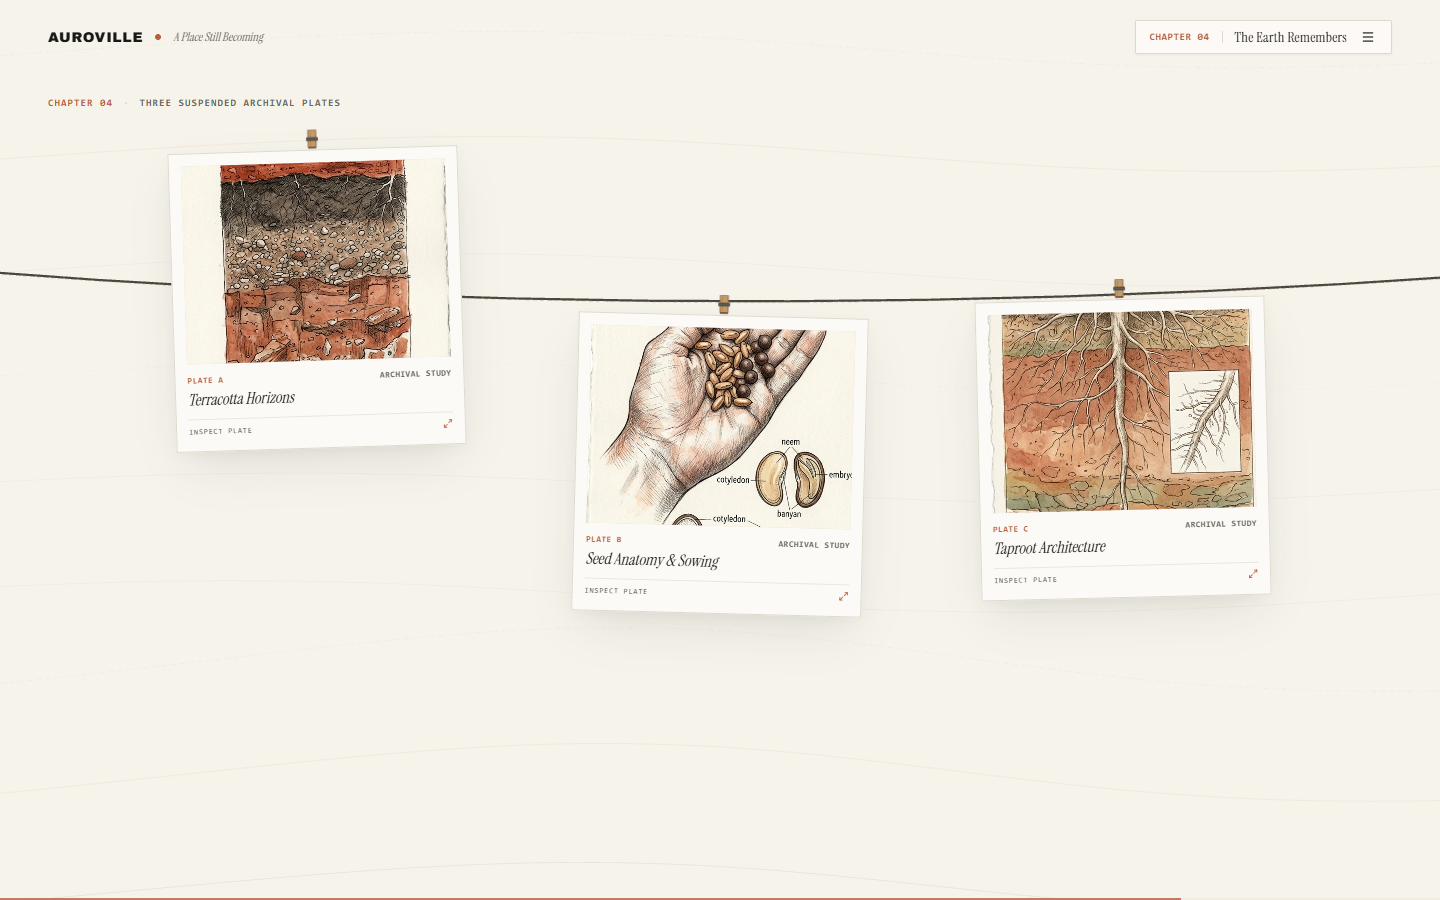 AUROVILLE • A Place Still Becoming
CHAPTER 04 The Earth Remembers
CHAPTER 04 · THREE SUSPENDED ARCHIVAL PLATES
PLATE A ARCHIVAL STUDY
Terracotta Horizons
INSPECT PLATE
neem
cotyledon embryo
banyan
cotyledon
PLATE B ARCHIVAL STUDY
Seed Anatomy & Sowing
INSPECT PLATE
PLATE C ARCHIVAL STUDY
Taproot Architecture
INSPECT PLATE